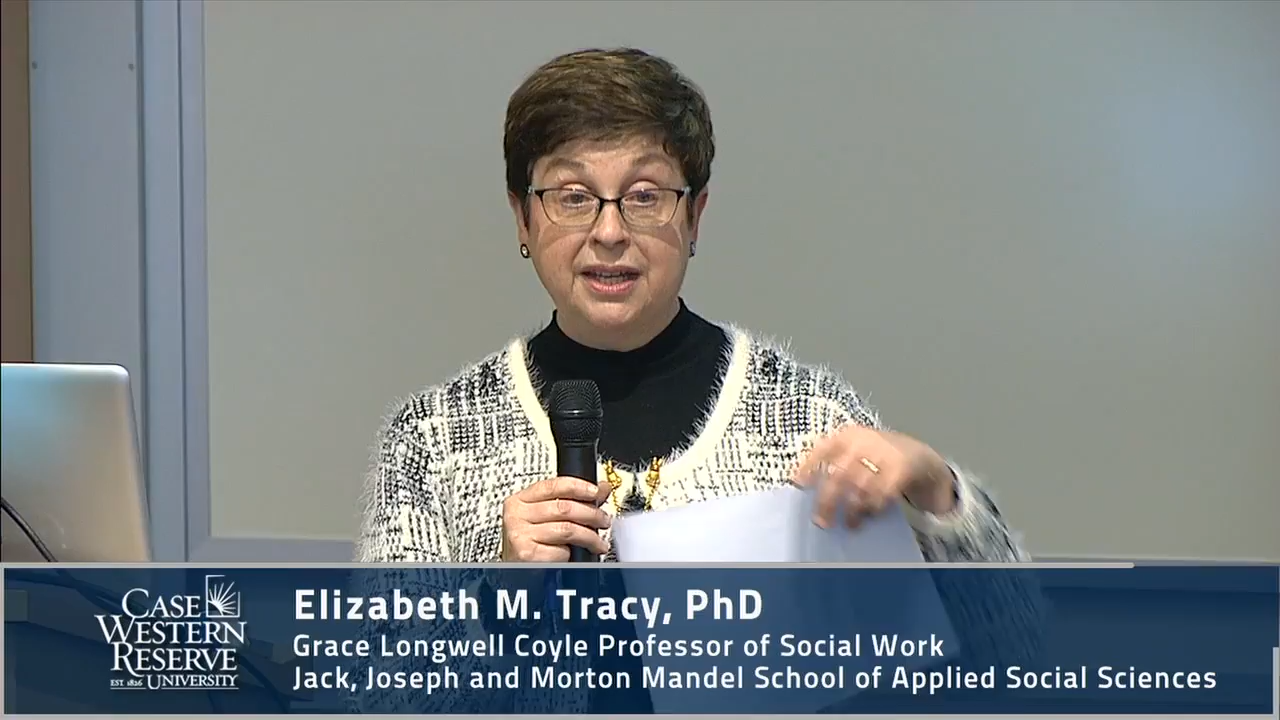 CASE
WESTERN
RESERVE
EST. 1826 UNIVERSITY
Elizabeth M. Tracy, PhD
Grace Longwell Coyle Professor of Social Work
Jack, Joseph and Morton Mandel School of Applied Social Sciences